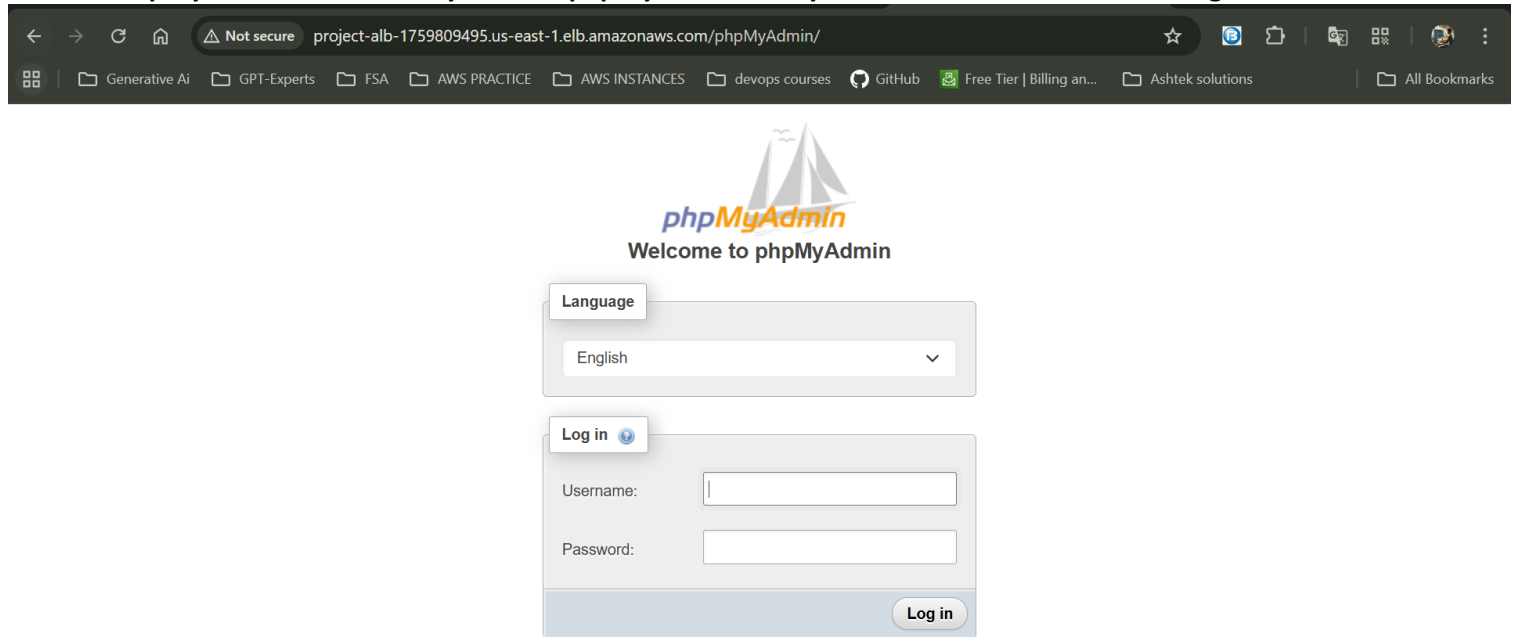 Not secure project-alb-1759809495.us-east-1.elb.amazonaws.com/phpMyAdmin/
Generative Ai GPT-Experts FSA AWS PRACTICE AWS INSTANCES devops courses GitHub Free Tier | Billing an... Ashtek solutions All Bookmarks
phpMyAdmin
Welcome to phpMyAdmin
Language
English
Log in
Username:
Password:
Log in